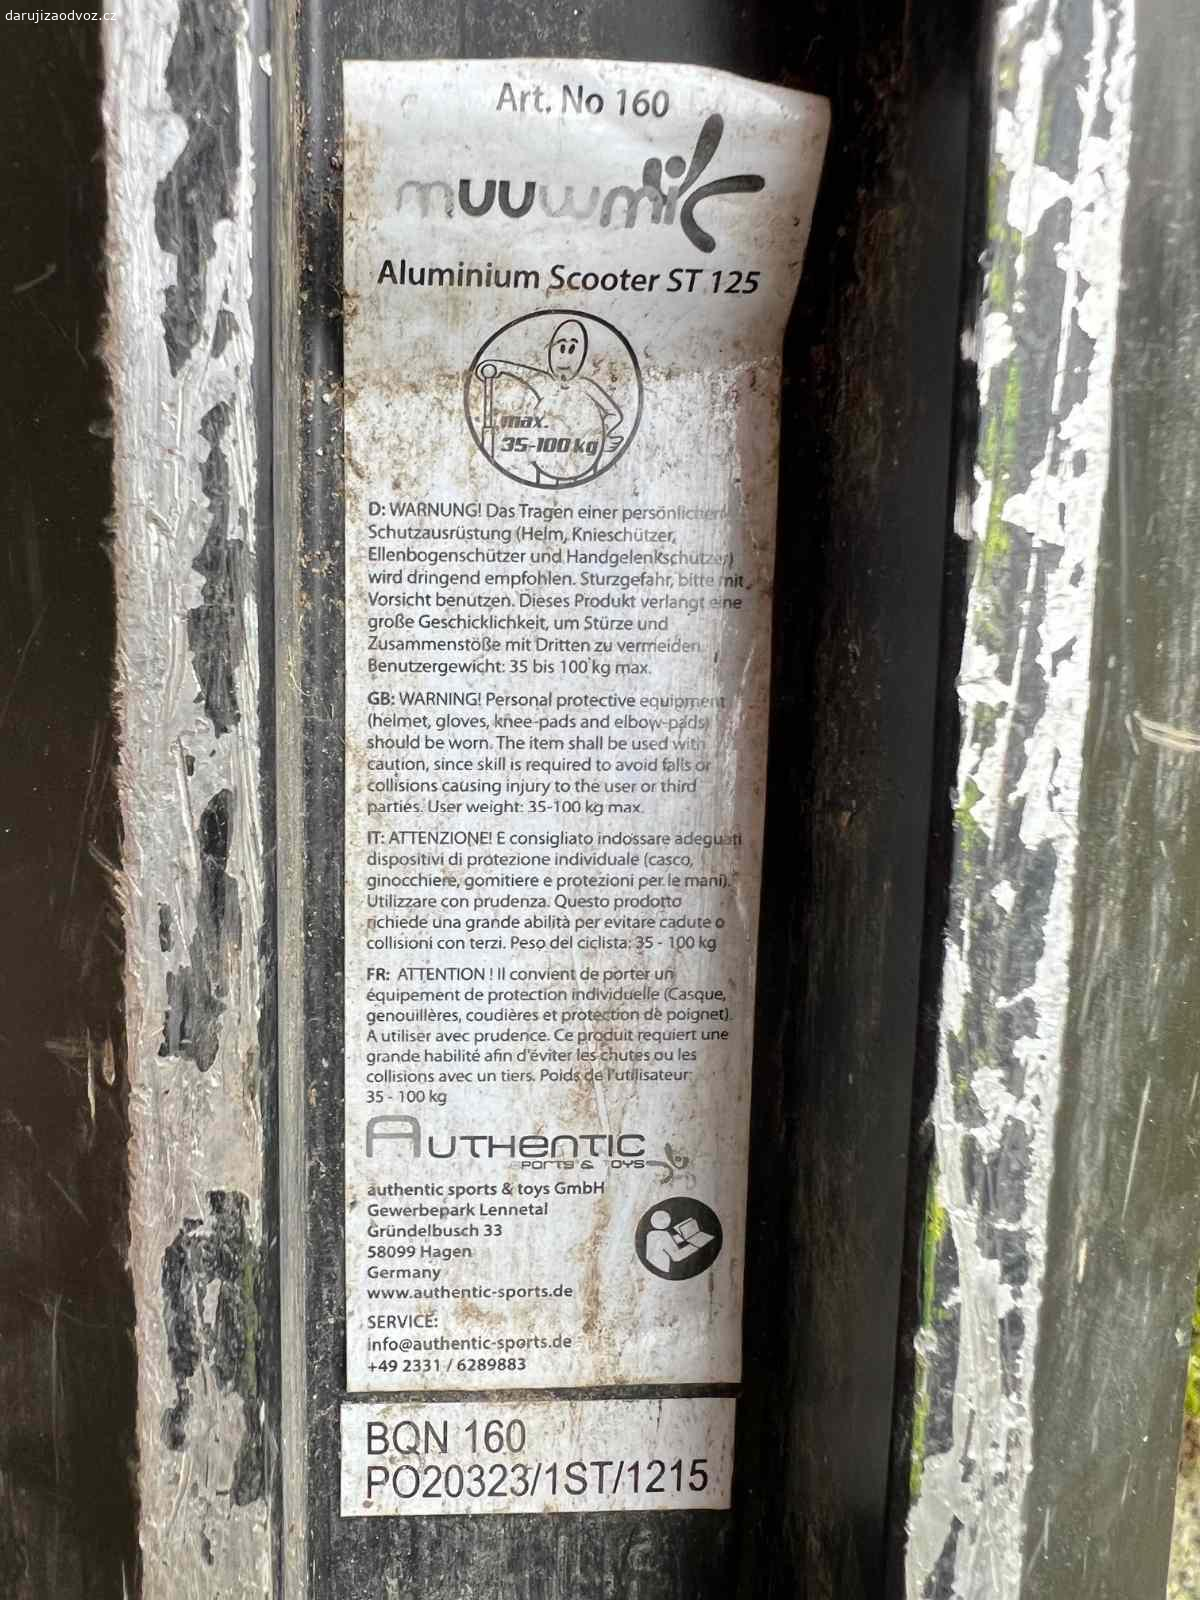 darujizaodvoz.cz
Art. No 160
muuwmi
Aluminium Scooter ST 125
max.
35-100 kg
D: WARNUNG! Das Tragen einer persönlichen
Schutzausrüstung (Helm, Knieschützer,
Ellenbogenschützer und Handgelenkschützer)
wird dringend empfohlen. Sturzgefahr, bitte mit
Vorsicht benutzen. Dieses Produkt verlangt eine
große Geschicklichkeit, um Stürze und
Zusammenstöße mit Dritten zu vermeiden.
Benutzergewicht: 35 bis 100 kg max.
GB: WARNING! Personal protective equipment
(helmet, gloves, knee-pads and elbow-pads)
should be worn. The item shall be used with
caution, since skill is required to avoid falls or
collisions causing injury to the user or third
parties. User weight: 35-100 kg max.
IT: ATTENZIONE! E consigliato indossare adeguati
dispositivi di protezione individuale (casco,
ginocchiere, gomitiere e protezioni per le mani).
Utilizzare con prudenza. Questo prodotto
richiede una grande abilità per evitare cadute o
collisioni con terzi. Peso del ciclista: 35 - 100 kg
FR: ATTENTION ! Il convient de porter un
équipement de protection individuelle (Casque,
genouillères, coudières et protection de poignet).
A utiliser avec prudence. Ce produit requiert une
grande habilité afin d'éviter les chutes ou les
collisions avec un tiers. Poids de l'utilisateur:
35 - 100 kg
AUTHENTIC
PORTS & TOYS
authentic sports & toys GmbH
Gewerbepark Lennetal
Gründelbusch 33
58099 Hagen
Germany
www.authentic-sports.de
SERVICE:
info@authentic-sports.de
+49 2331 / 6289883
BQN 160
PO20323/1ST/1215